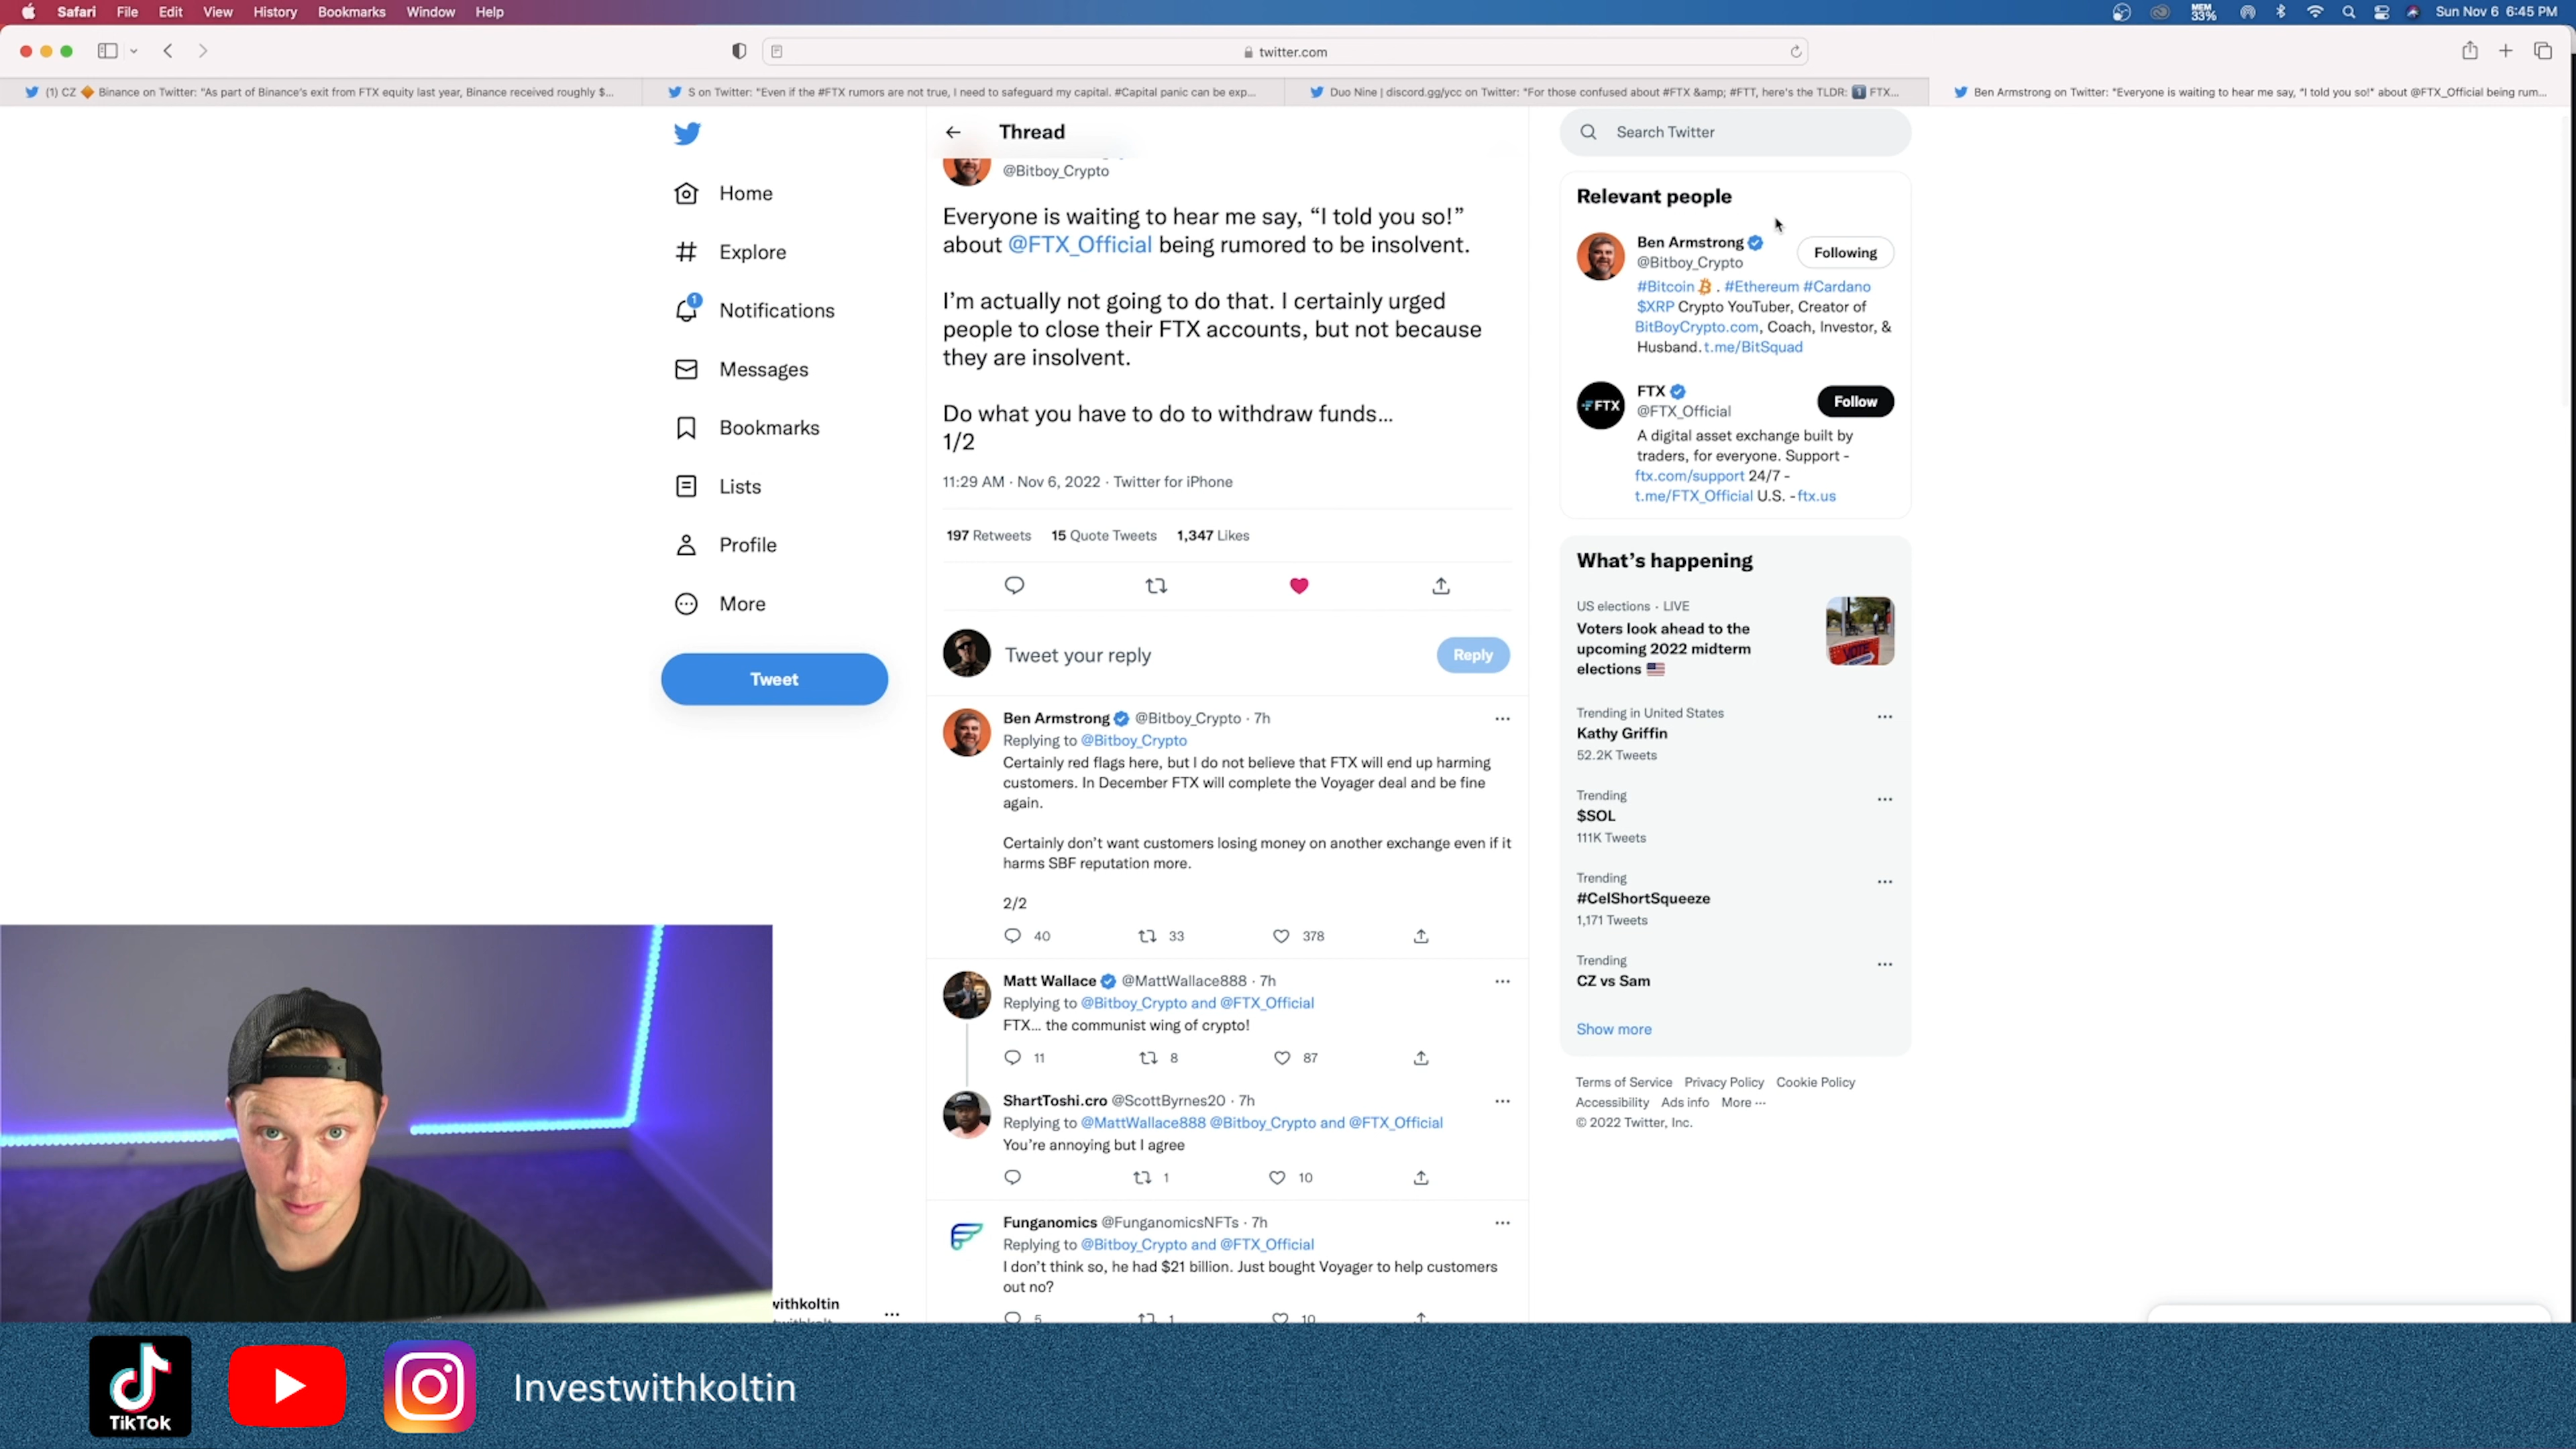 Safari File Edit View History Bookmarks Window Help
MEM 33% Sun Nov 6 6:45 PM
twitter.com
(1) CZ 🔶 Binance on Twitter: "As part of Binance's exit from FTX equity last year, Binance received roughly $...
S on Twitter: "Even if the #FTX rumors are not true, I need to safeguard my capital. #Capital panic can be exp...
Duo Nine | discord.gg/ycc on Twitter: "For those confused about #FTX &amp; #FTT, here's the TLDR: 1️⃣ FTX...
Ben Armstrong on Twitter: "Everyone is waiting to hear me say, "I told you so!" about @FTX_Official being rum...
Home
Explore
1
Notifications
Messages
Bookmarks
Lists
Profile
More
Tweet
withkoltin
Thread
@Bitboy_Crypto
Everyone is waiting to hear me say, “I told you so!”
about @FTX_Official being rumored to be insolvent.
I’m actually not going to do that. I certainly urged
people to close their FTX accounts, but not because
they are insolvent.
Do what you have to do to withdraw funds…
1/2
11:29 AM · Nov 6, 2022 · Twitter for iPhone
197 Retweets 15 Quote Tweets 1,347 Likes
Tweet your reply
Reply
Ben Armstrong @Bitboy_Crypto · 7h
Replying to @Bitboy_Crypto
Certainly red flags here, but I do not believe that FTX will end up harming
customers. In December FTX will complete the Voyager deal and be fine
again.
Certainly don’t want customers losing money on another exchange even if it
harms SBF reputation more.
2/2
40 33 378
Matt Wallace @MattWallace888 · 7h
Replying to @Bitboy_Crypto and @FTX_Official
FTX... the communist wing of crypto!
11 8 87
ShartToshi.cro @ScottByrnes20 · 7h
Replying to @MattWallace888 @Bitboy_Crypto and @FTX_Official
You’re annoying but I agree
1 10
Funganomics @FunganomicsNFTs · 7h
Replying to @Bitboy_Crypto and @FTX_Official
I don’t think so, he had $21 billion. Just bought Voyager to help customers
out no?
5 1 10
Search Twitter
Relevant people
Ben Armstrong
@Bitboy_Crypto
Following
#Bitcoin . #Ethereum #Cardano
$XRP Crypto YouTuber, Creator of
BitBoyCrypto.com, Coach, Investor, &
Husband. t.me/BitSquad
FTX
FTX
@FTX_Official
Follow
A digital asset exchange built by
traders, for everyone. Support -
ftx.com/support 24/7 -
t.me/FTX_Official U.S. -ftx.us
What’s happening
US elections · LIVE
Voters look ahead to the
upcoming 2022 midterm
elections 🇺🇸
VOTE
Trending in United States
Kathy Griffin
52.2K Tweets
Trending
$SOL
111K Tweets
Trending
#CelShortSqueeze
1,171 Tweets
Trending
CZ vs Sam
Show more
Terms of Service Privacy Policy Cookie Policy
Accessibility Ads info More ···
© 2022 Twitter, Inc.
TikTok
Investwithkoltin